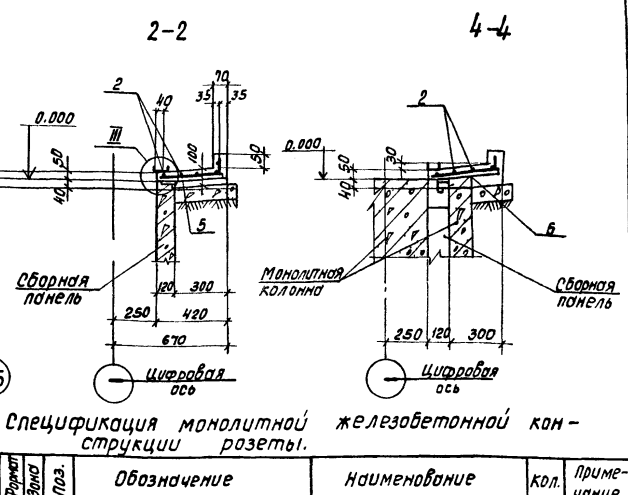 2-2
4-4
70
40
2
35
35
2
0.000
III
100
50
50
40
5
0.000
30
50
40
6
Сборная
панель
120
300
250
420
670
Монолитная
колонна
Сборная
панель
250
120
300
Цифровая
ось
Цифровая
ось
Спецификация монолитной железобетонной кон-
струкции розеты.
Формат
Зона
Поз.
Обозначение
Наименование
Кол.
Приме-
чание